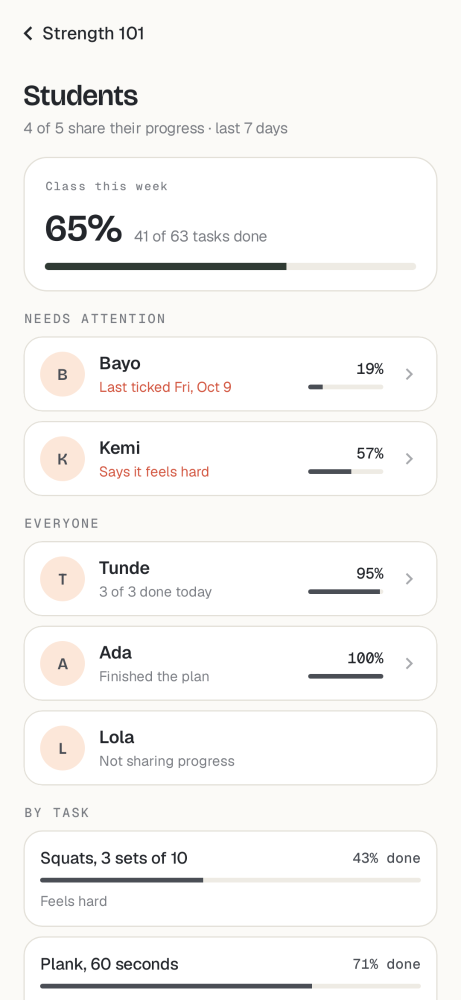 Strength 101
Students
4 of 5 share their progress · last 7 days
Class this week
65% 41 of 63 tasks done
NEEDS ATTENTION
B
Bayo
Last ticked Fri, Oct 9
19%
K
Kemi
Says it feels hard
57%
EVERYONE
T
Tunde
3 of 3 done today
95%
A
Ada
Finished the plan
100%
L
Lola
Not sharing progress
BY TASK
Squats, 3 sets of 10 43% done
Feels hard
Plank, 60 seconds 71% done